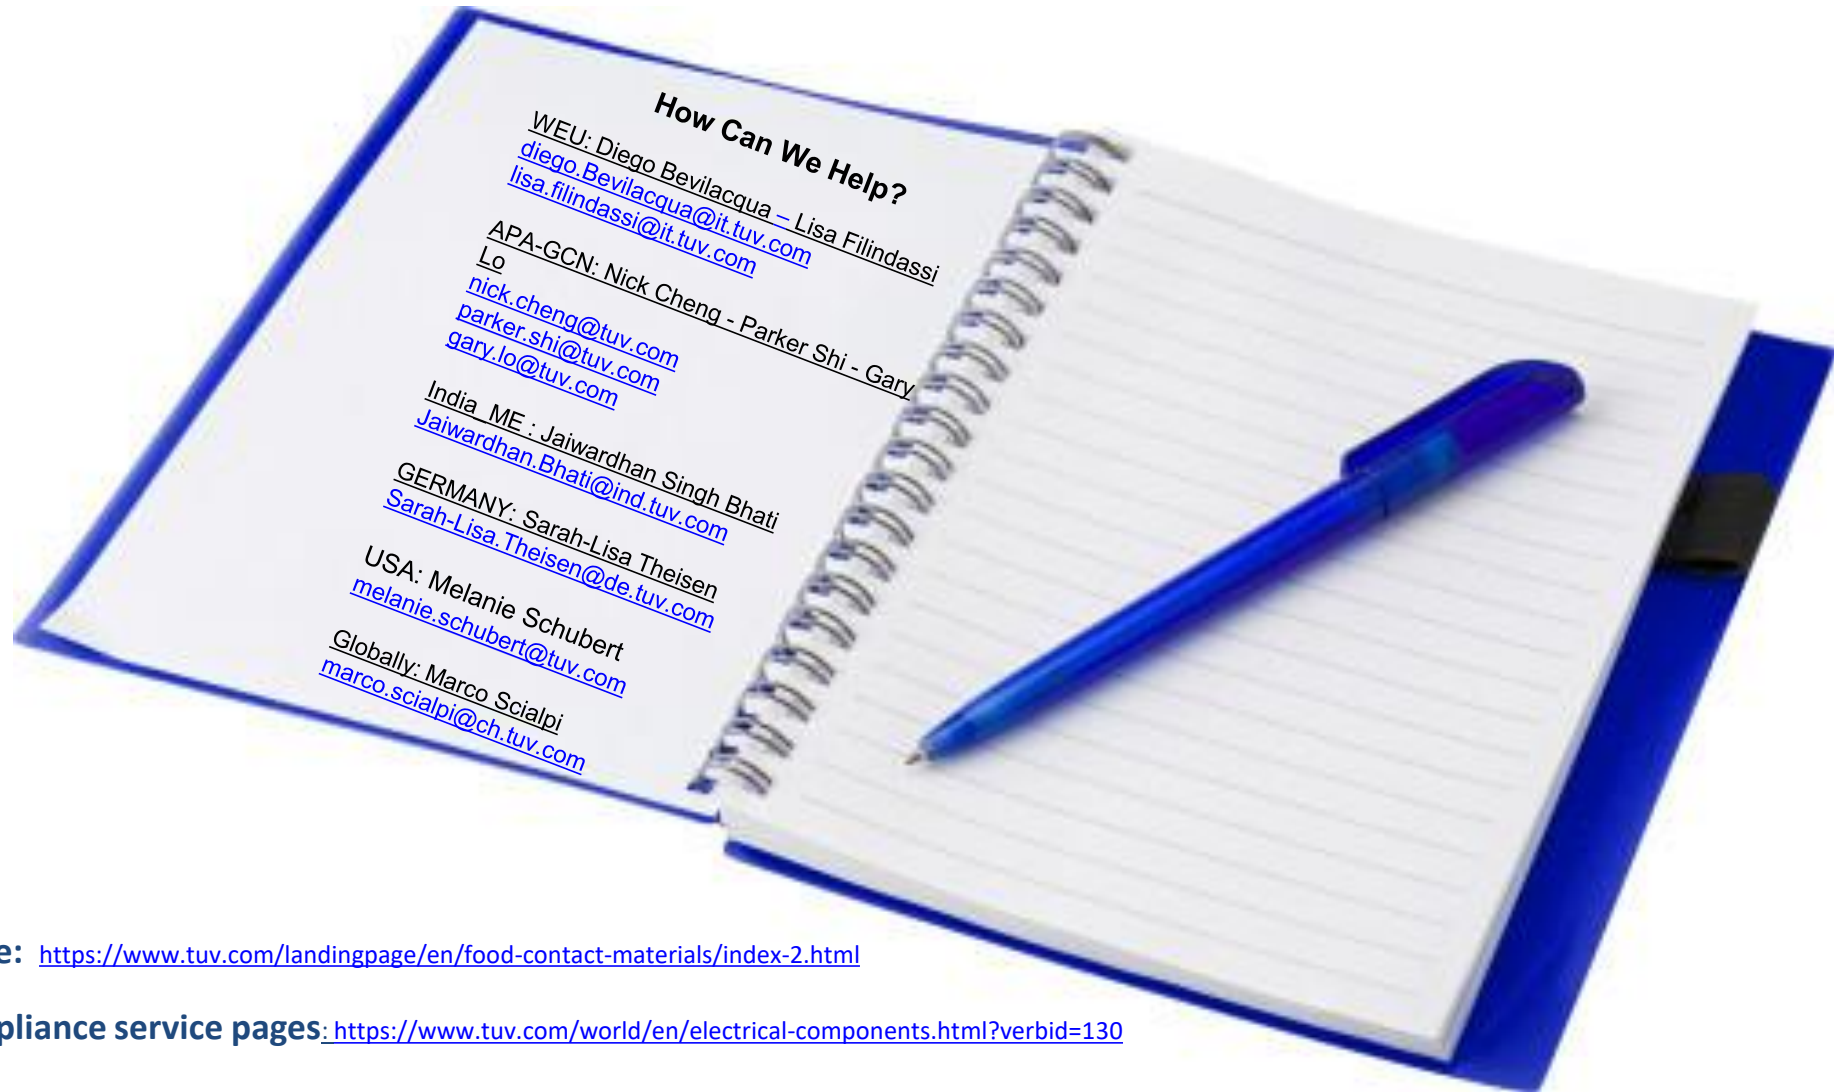 How Can We Help?
WEU: Diego Bevilacqua – Lisa Filindassi
diego.Bevilacqua@it.tuv.com
lisa.filindassi@it.tuv.com
APA-GCN: Nick Cheng - Parker Shi - Gary
Lo
nick.cheng@tuv.com
parker.shi@tuv.com
gary.lo@tuv.com
India_ME : Jaiwardhan Singh Bhati
Jaiwardhan.Bhati@ind.tuv.com
GERMANY: Sarah-Lisa Theisen
Sarah-Lisa.Theisen@de.tuv.com
USA: Melanie Schubert
melanie.schubert@tuv.com
Globally: Marco Scialpi
marco.scialpi@ch.tuv.com
e: https://www.tuv.com/landingpage/en/food-contact-materials/index-2.html
pliance service pages: https://www.tuv.com/world/en/electrical-components.html?verbid=130